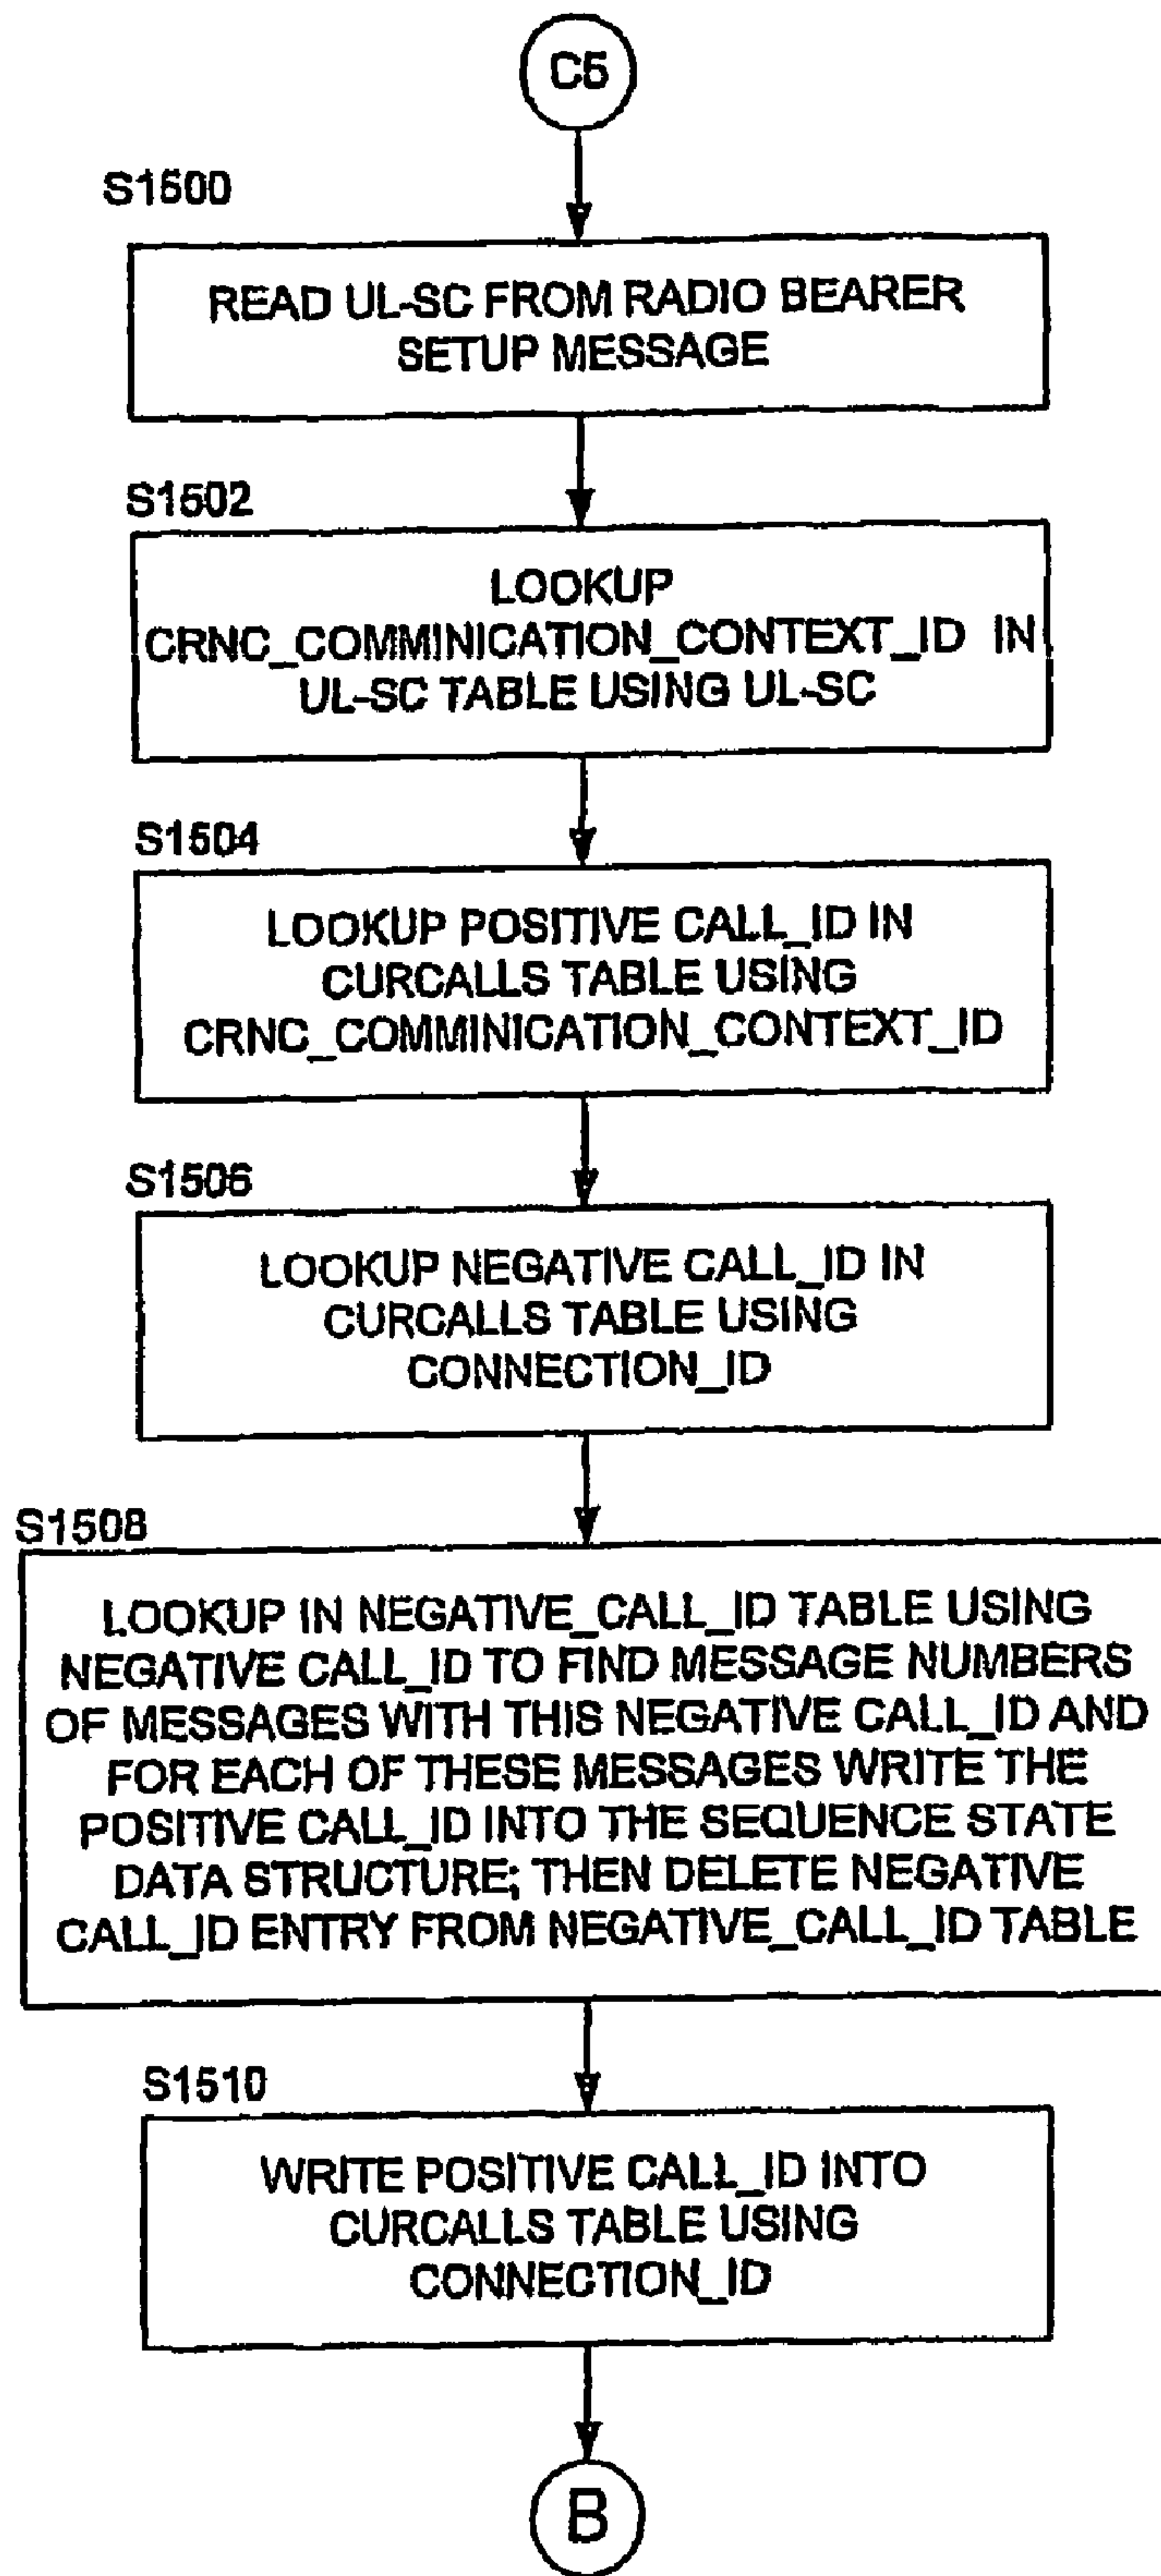 C5
S1500
READ UL-SC FROM RADIO BEARER
SETUP MESSAGE
S1502
LOOKUP
CRNC_COMMINICATION_CONTEXT_ID IN
UL-SC TABLE USING UL-SC
S1504
LOOKUP POSITIVE CALL_ID IN
CURCALLS TABLE USING
CRNC_COMMINICATION_CONTEXT_ID
S1506
LOOKUP NEGATIVE CALL_ID IN
CURCALLS TABLE USING
CONNECTION_ID
S1508
LOOKUP IN NEGATIVE_CALL_ID TABLE USING
NEGATIVE CALL_ID TO FIND MESSAGE NUMBERS
OF MESSAGES WITH THIS NEGATIVE CALL_ID AND
FOR EACH OF THESE MESSAGES WRITE THE
POSITIVE CALL_ID INTO THE SEQUENCE STATE
DATA STRUCTURE; THEN DELETE NEGATIVE
CALL_ID ENTRY FROM NEGATIVE_CALL_ID TABLE
S1510
WRITE POSITIVE CALL_ID INTO
CURCALLS TABLE USING
CONNECTION_ID
B